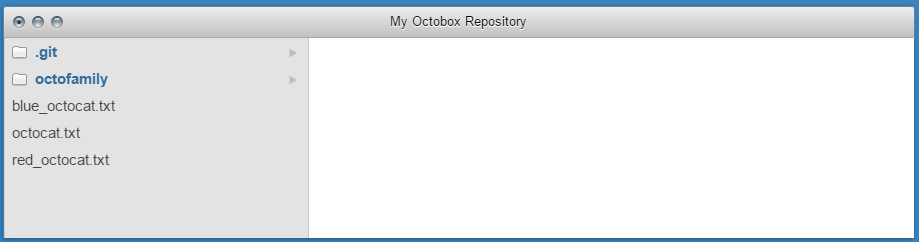 My Octobox Repository
.git
octofamily
blue_octocat.txt
octocat.txt
red_octocat.txt